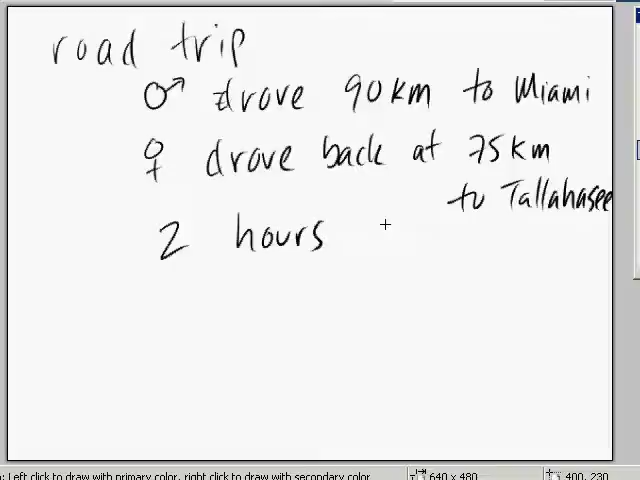 road trip
♂ drove 90km to Miami
♀ drove back at 75km
to Tallahasee
2 hours
: Left click to draw with primary color, right click to draw with secondary color
640 x 480
400, 230